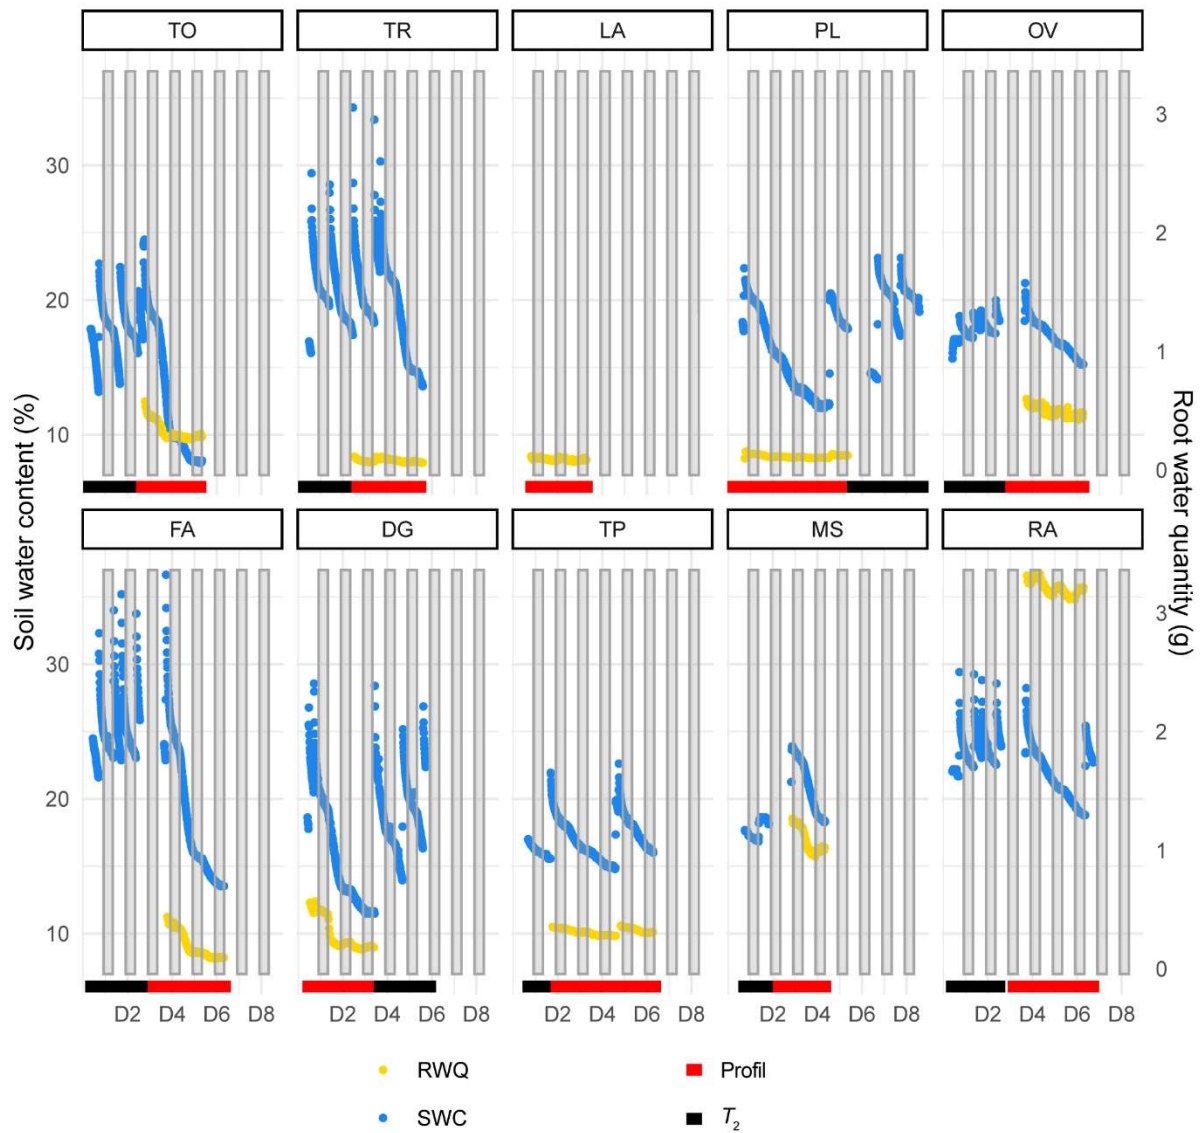 TO TR LA PL OV
30
20
10
3
2
1
0
FA DG TP MS RA
30
20
10
3
2
1
0
Soil water content (%)
Root water quantity (g)
D2 D4 D6 D8 D2 D4 D6 D8 D2 D4 D6 D8 D2 D4 D6 D8 D2 D4 D6 D8
RWQ Profil
SWC T₂